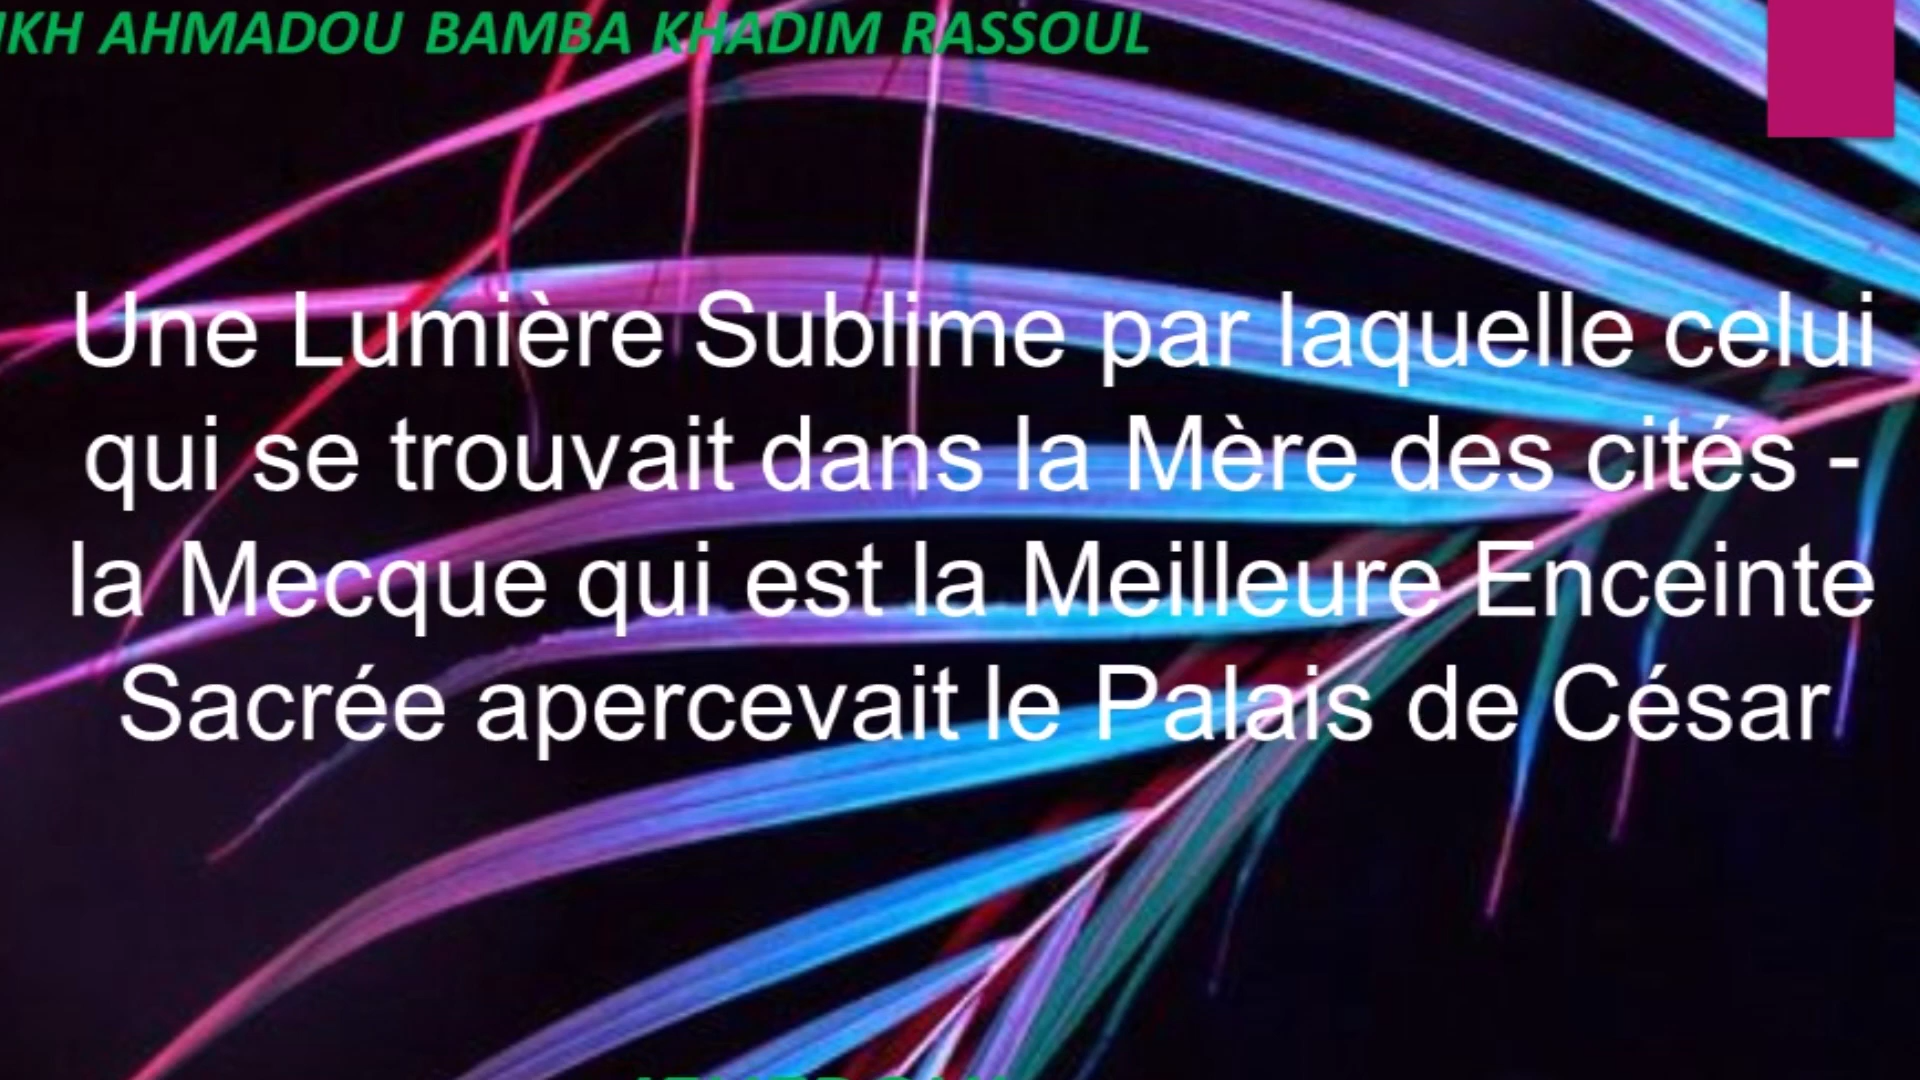 AHMADOU BAMBA KHADIM RASSOUL
Une Lumière Sublime par laquelle celui
qui se trouvait dans la Mère des cités -
la Mecque qui est la Meilleure Enceinte
Sacrée apercevait le Palais de César